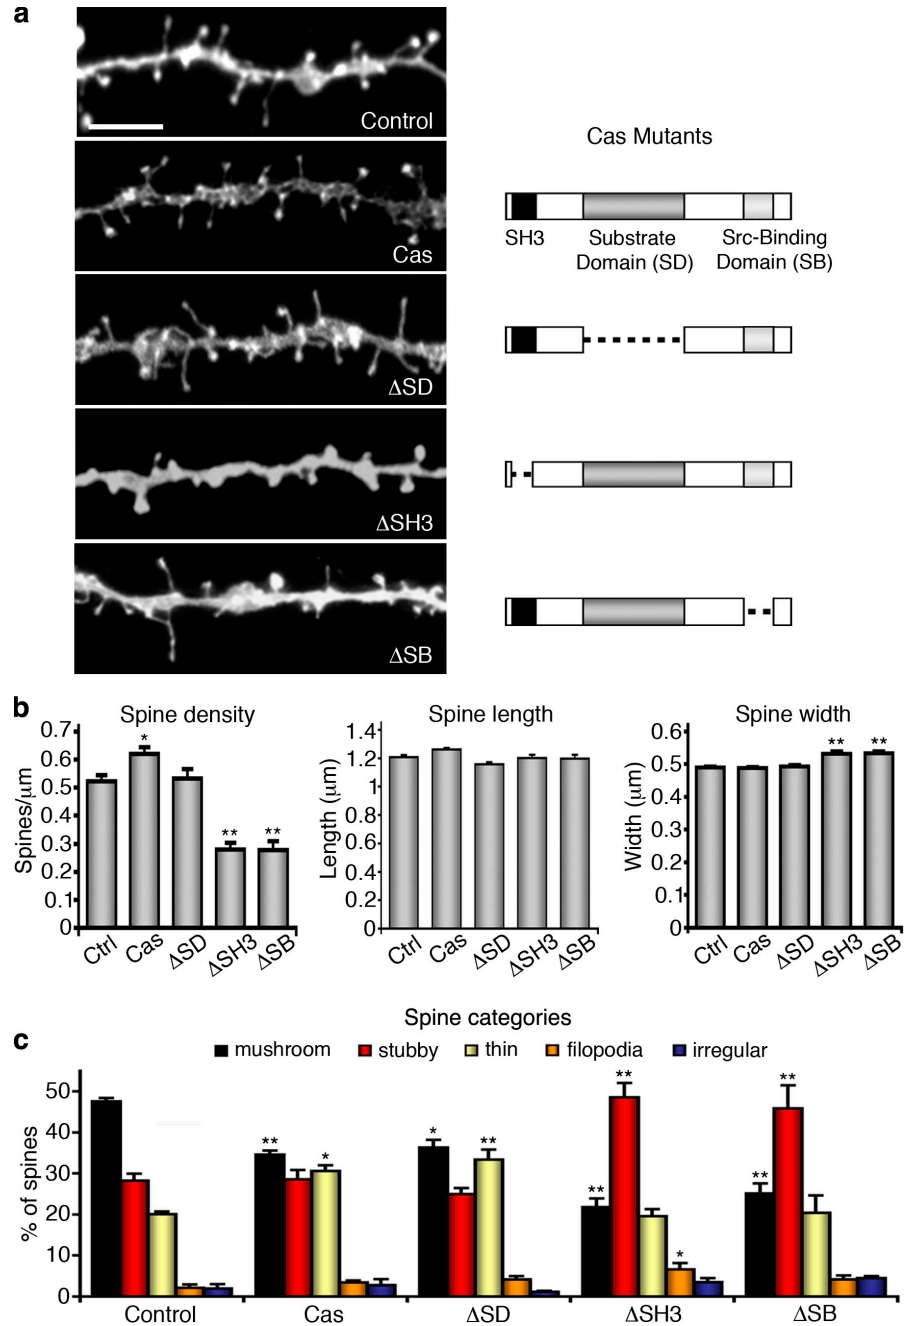 a
Control
Cas
ΔSD
ΔSH3
ΔSB
Cas Mutants
SH3
Substrate
Domain (SD)
Src-Binding
Domain (SB)
b
Spine density
Spines/μm
0.7
0.6
0.5
0.4
0.3
0.2
0.1
0
*
**
**
Ctrl
Cas
ΔSD
ΔSH3
ΔSB
Spine length
Length (μm)
1.4
1.2
1
0.8
0.6
0.4
0.2
0
Ctrl
Cas
ΔSD
ΔSH3
ΔSB
Spine width
Width (μm)
0.6
0.5
0.4
0.3
0.2
0.1
0
**
**
Ctrl
Cas
ΔSD
ΔSH3
ΔSB
c
Spine categories
mushroom stubby thin filopodia irregular
% of spines
50
40
30
20
10
0
** *
* **
** ** *
** **
Control Cas ΔSD ΔSH3 ΔSB